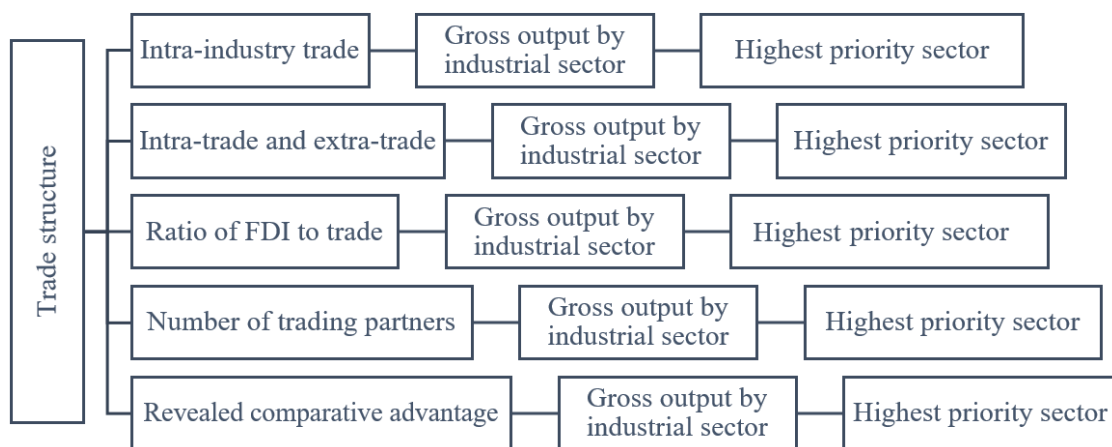 Trade structure
Intra-industry trade
Gross output by
industrial sector
Highest priority sector
Intra-trade and extra-trade
Gross output by
industrial sector
Highest priority sector
Ratio of FDI to trade
Gross output by
industrial sector
Highest priority sector
Number of trading partners
Gross output by
industrial sector
Highest priority sector
Revealed comparative advantage
Gross output by
industrial sector
Highest priority sector